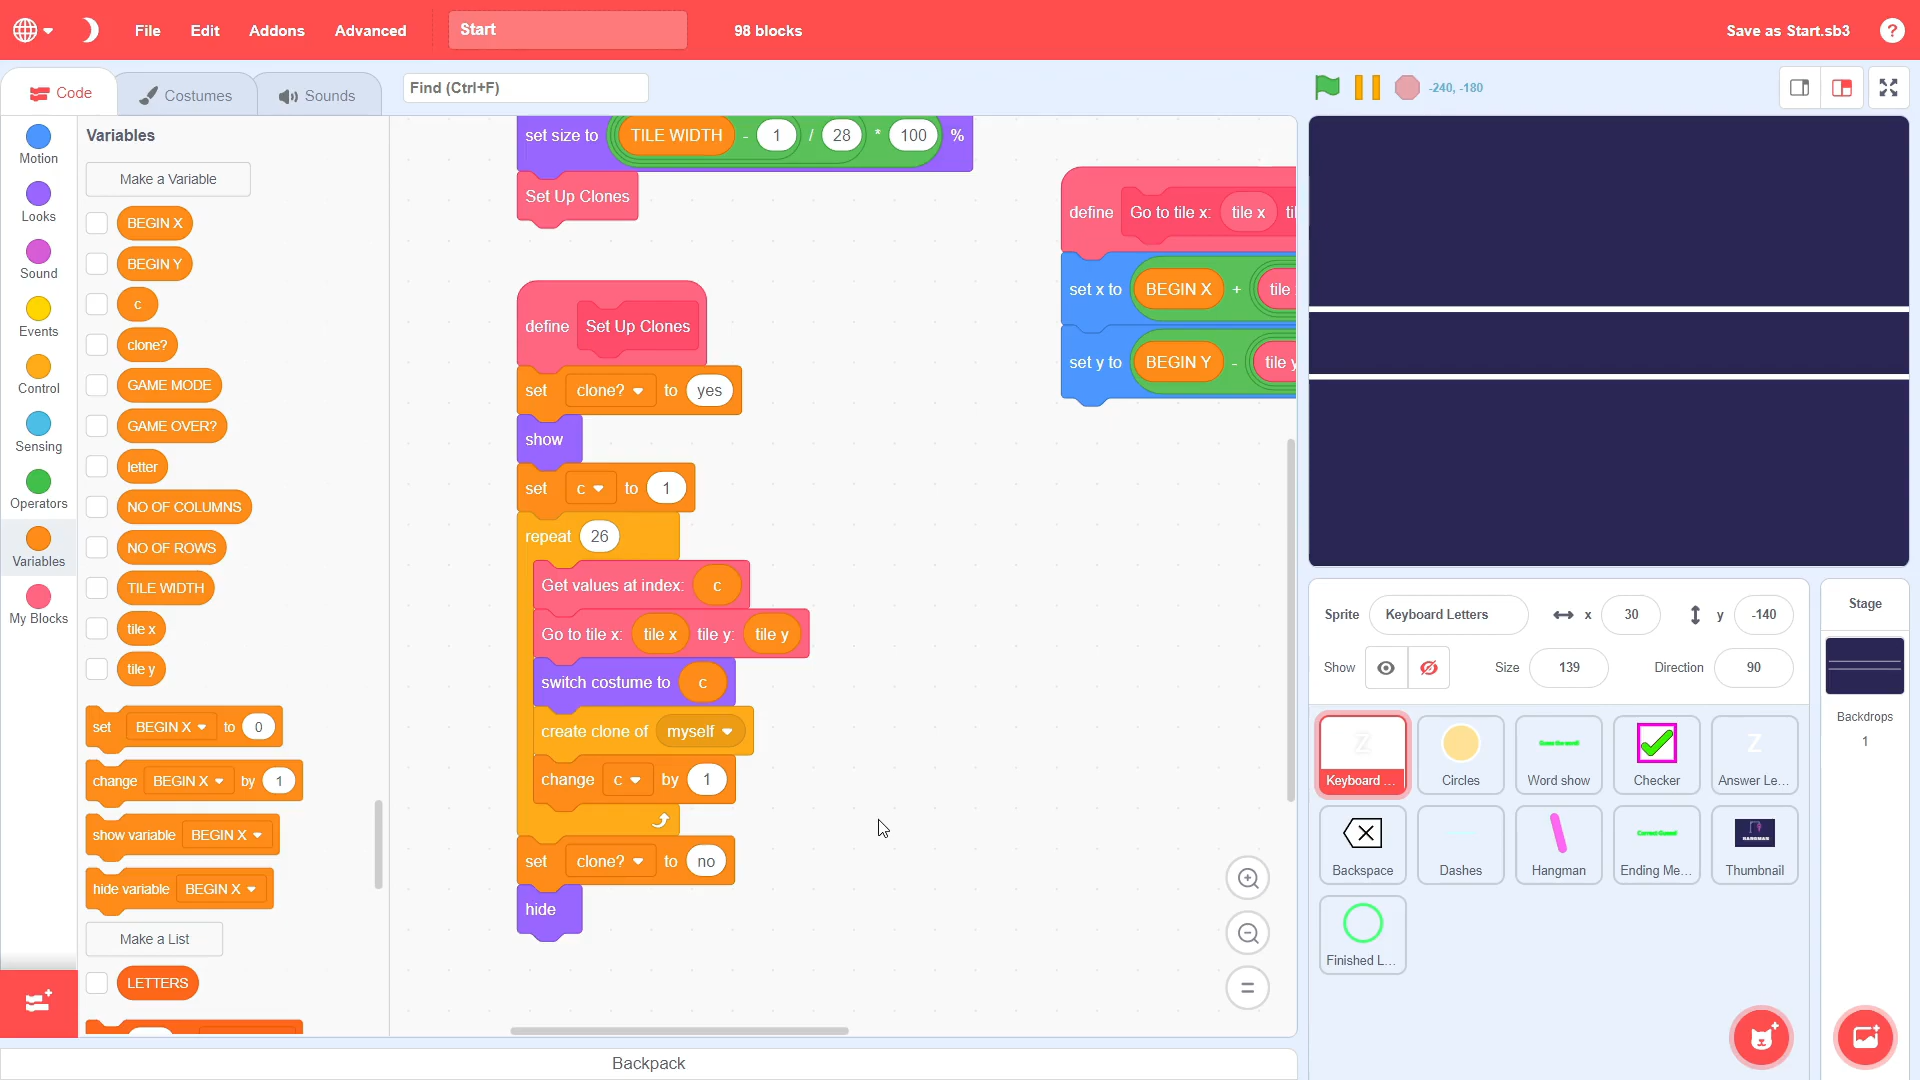 File
Edit
Addons
Advanced
Start
98 blocks
Save as Start.sb3
?
Code
Costumes
Sounds
Find (Ctrl+F)
-240, -180
Motion
Looks
Sound
Events
Control
Sensing
Operators
Variables
My Blocks
Variables
Make a Variable
BEGIN X
BEGIN Y
c
clone?
GAME MODE
GAME OVER?
letter
NO OF COLUMNS
NO OF ROWS
TILE WIDTH
tile x
tile y
set BEGIN X to 0
change BEGIN X by 1
show variable BEGIN X
hide variable BEGIN X
Make a List
LETTERS
set size to TILE WIDTH - 1 / 28 * 100 %
Set Up Clones
define Set Up Clones
set clone? to yes
show
set c to 1
repeat 26
Get values at index: c
Go to tile x: tile x tile y: tile y
switch costume to c
create clone of myself
change c by 1
set clone? to no
hide
define Go to tile x: tile x
set x to BEGIN X + tile
set y to BEGIN Y - tile y
Backpack
Sprite Keyboard Letters x 30 y -140
Show Size 139 Direction 90
Stage
Backdrops
1
Z
Keyboard ...
Circles
Guess the word!
Word show
Checker
Z
Answer Le...
Backspace
Dashes
Hangman
Correct Guess!
Ending Me...
HANGMAN
Thumbnail
Finished L...